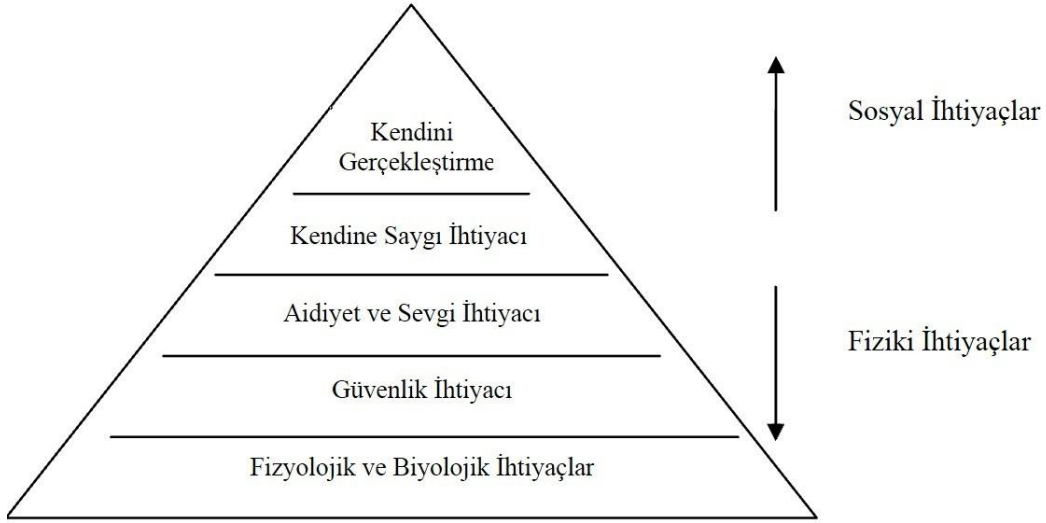 Kendini
Gerçekleştirme
Kendine Saygı İhtiyacı
Aidiyet ve Sevgi İhtiyacı
Güvenlik İhtiyacı
Fizyolojik ve Biyolojik İhtiyaçlar
Sosyal İhtiyaçlar
Fiziki İhtiyaçlar